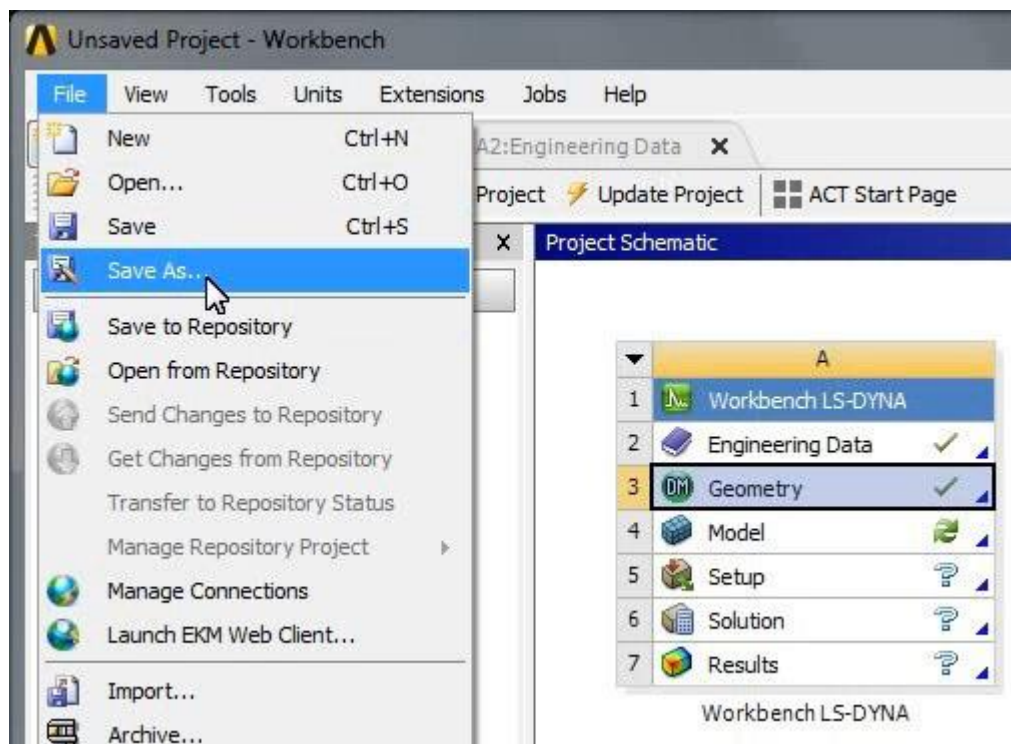 Unsaved Project - Workbench
File View Tools Units Extensions Jobs Help
New Ctrl+N
A2:Engineering Data
Open... Ctrl+O
Project Update Project ACT Start Page
Save Ctrl+S
Project Schematic
Save As...
Save to Repository
Open from Repository
Send Changes to Repository
Get Changes from Repository
Transfer to Repository Status
Manage Repository Project
Manage Connections
Launch EKM Web Client...
Import...
Archive...
A
1 Workbench LS-DYNA
2 Engineering Data
3 DM Geometry
4 Model
5 Setup
6 Solution
7 Results
Workbench LS-DYNA